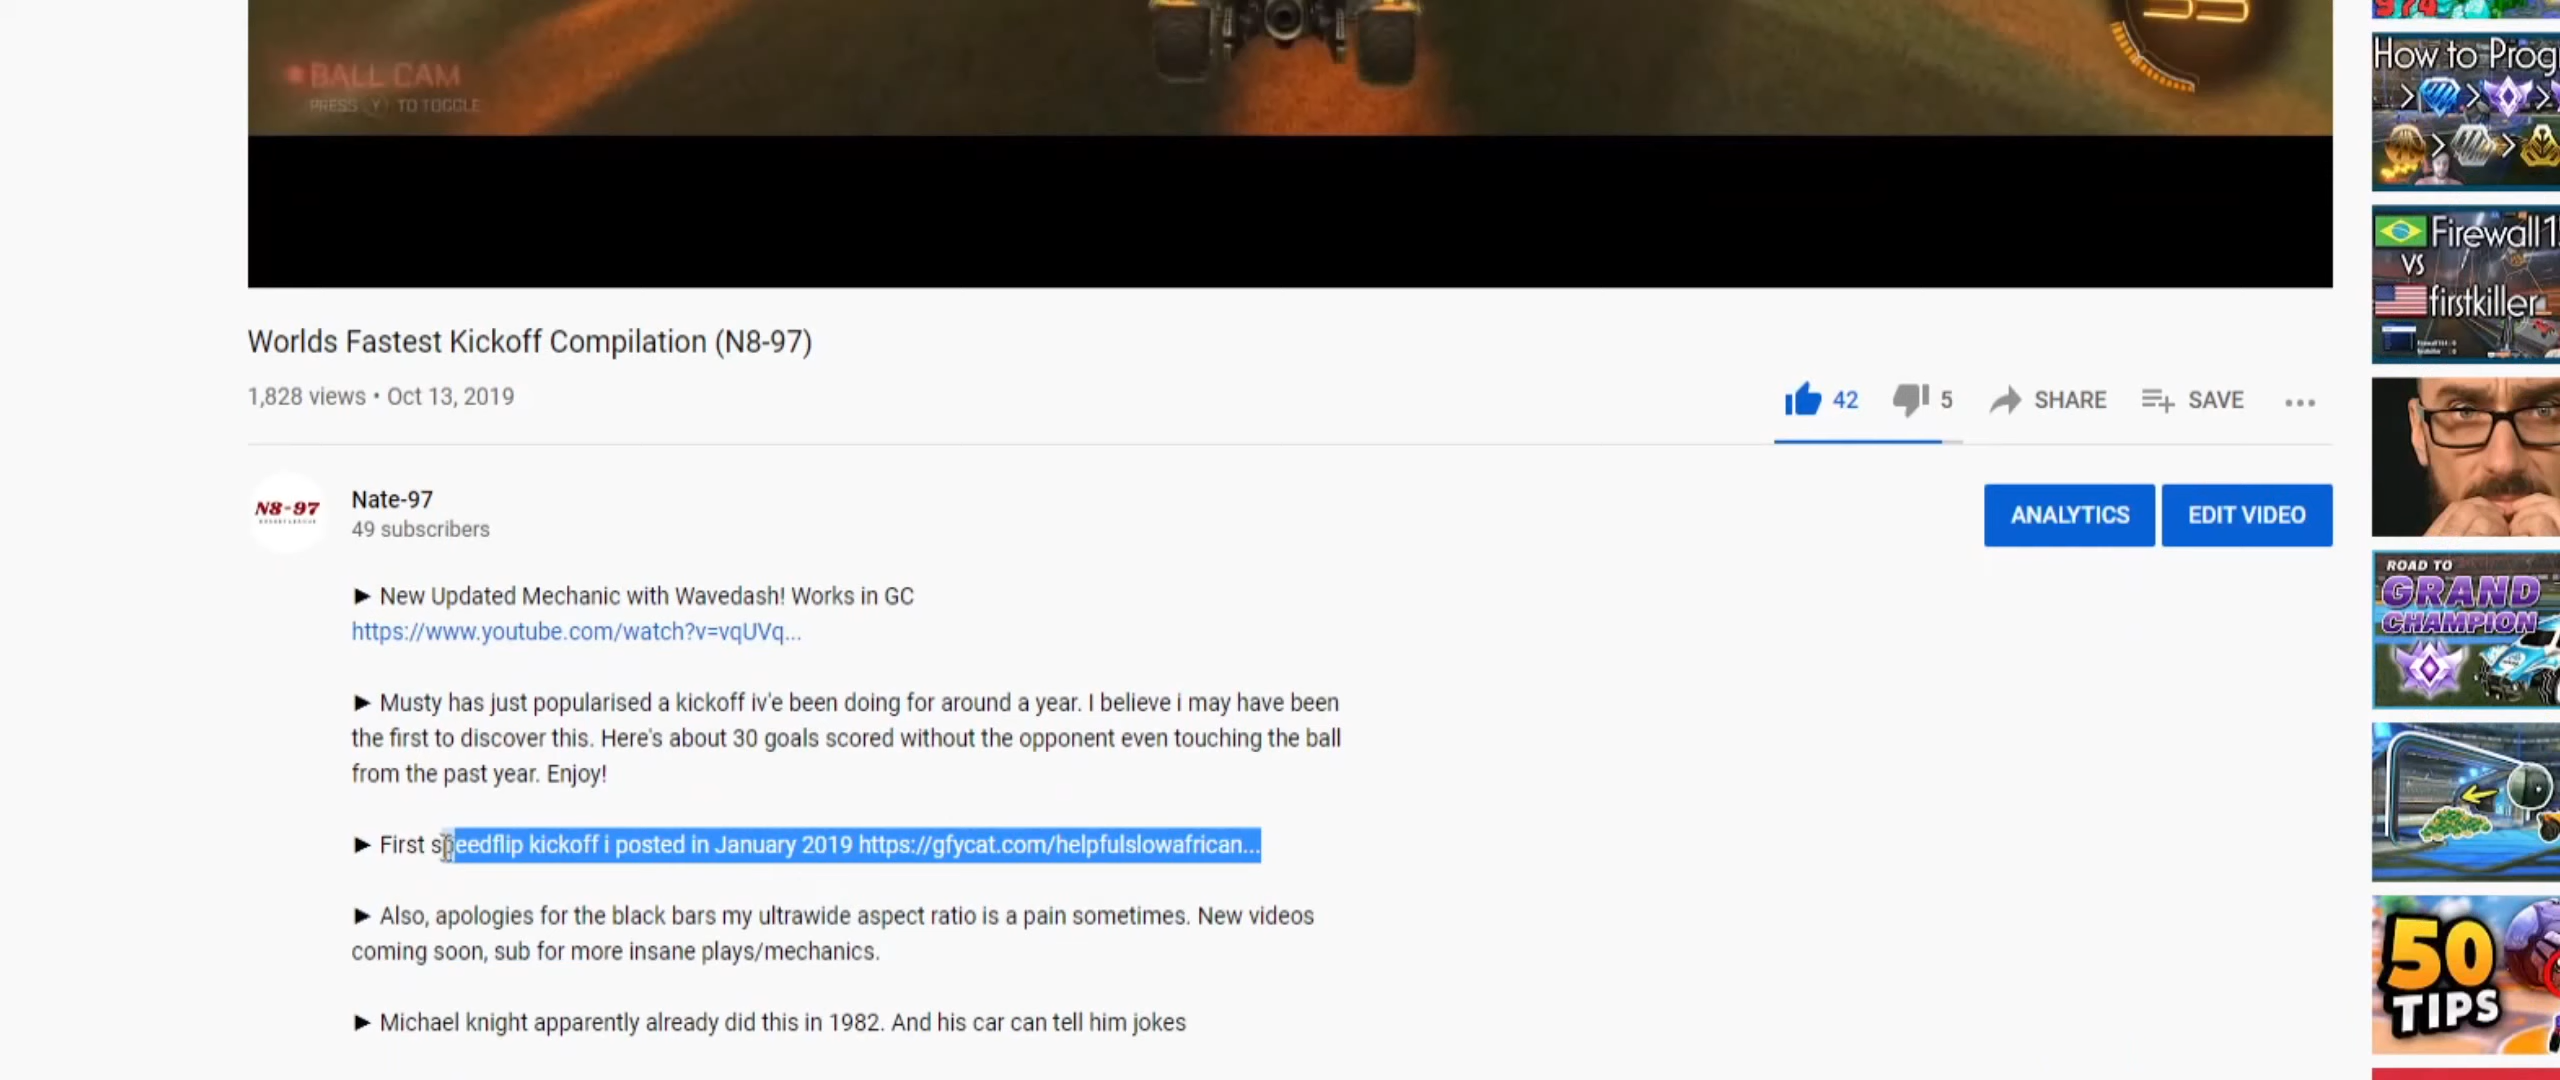 BALL CAM
PRESS (Y) TO TOGGLE
Worlds Fastest Kickoff Compilation (N8-97)
1,828 views • Oct 13, 2019
42
5
SHARE
SAVE
N8-97
Nate-97
49 subscribers
ANALYTICS
EDIT VIDEO
► New Updated Mechanic with Wavedash! Works in GC
https://www.youtube.com/watch?v=vqUVq...
► Musty has just popularised a kickoff iv'e been doing for around a year. I believe i may have been
the first to discover this. Here's about 30 goals scored without the opponent even touching the ball
from the past year. Enjoy!
► First speedflip kickoff i posted in January 2019 https://gfycat.com/helpfulslowafrican...
► Also, apologies for the black bars my ultrawide aspect ratio is a pain sometimes. New videos
coming soon, sub for more insane plays/mechanics.
► Michael knight apparently already did this in 1982. And his car can tell him jokes
How to Prog
Firewall1
VS
firstkiller
ROAD TO
GRAND
CHAMPION
50
TIPS